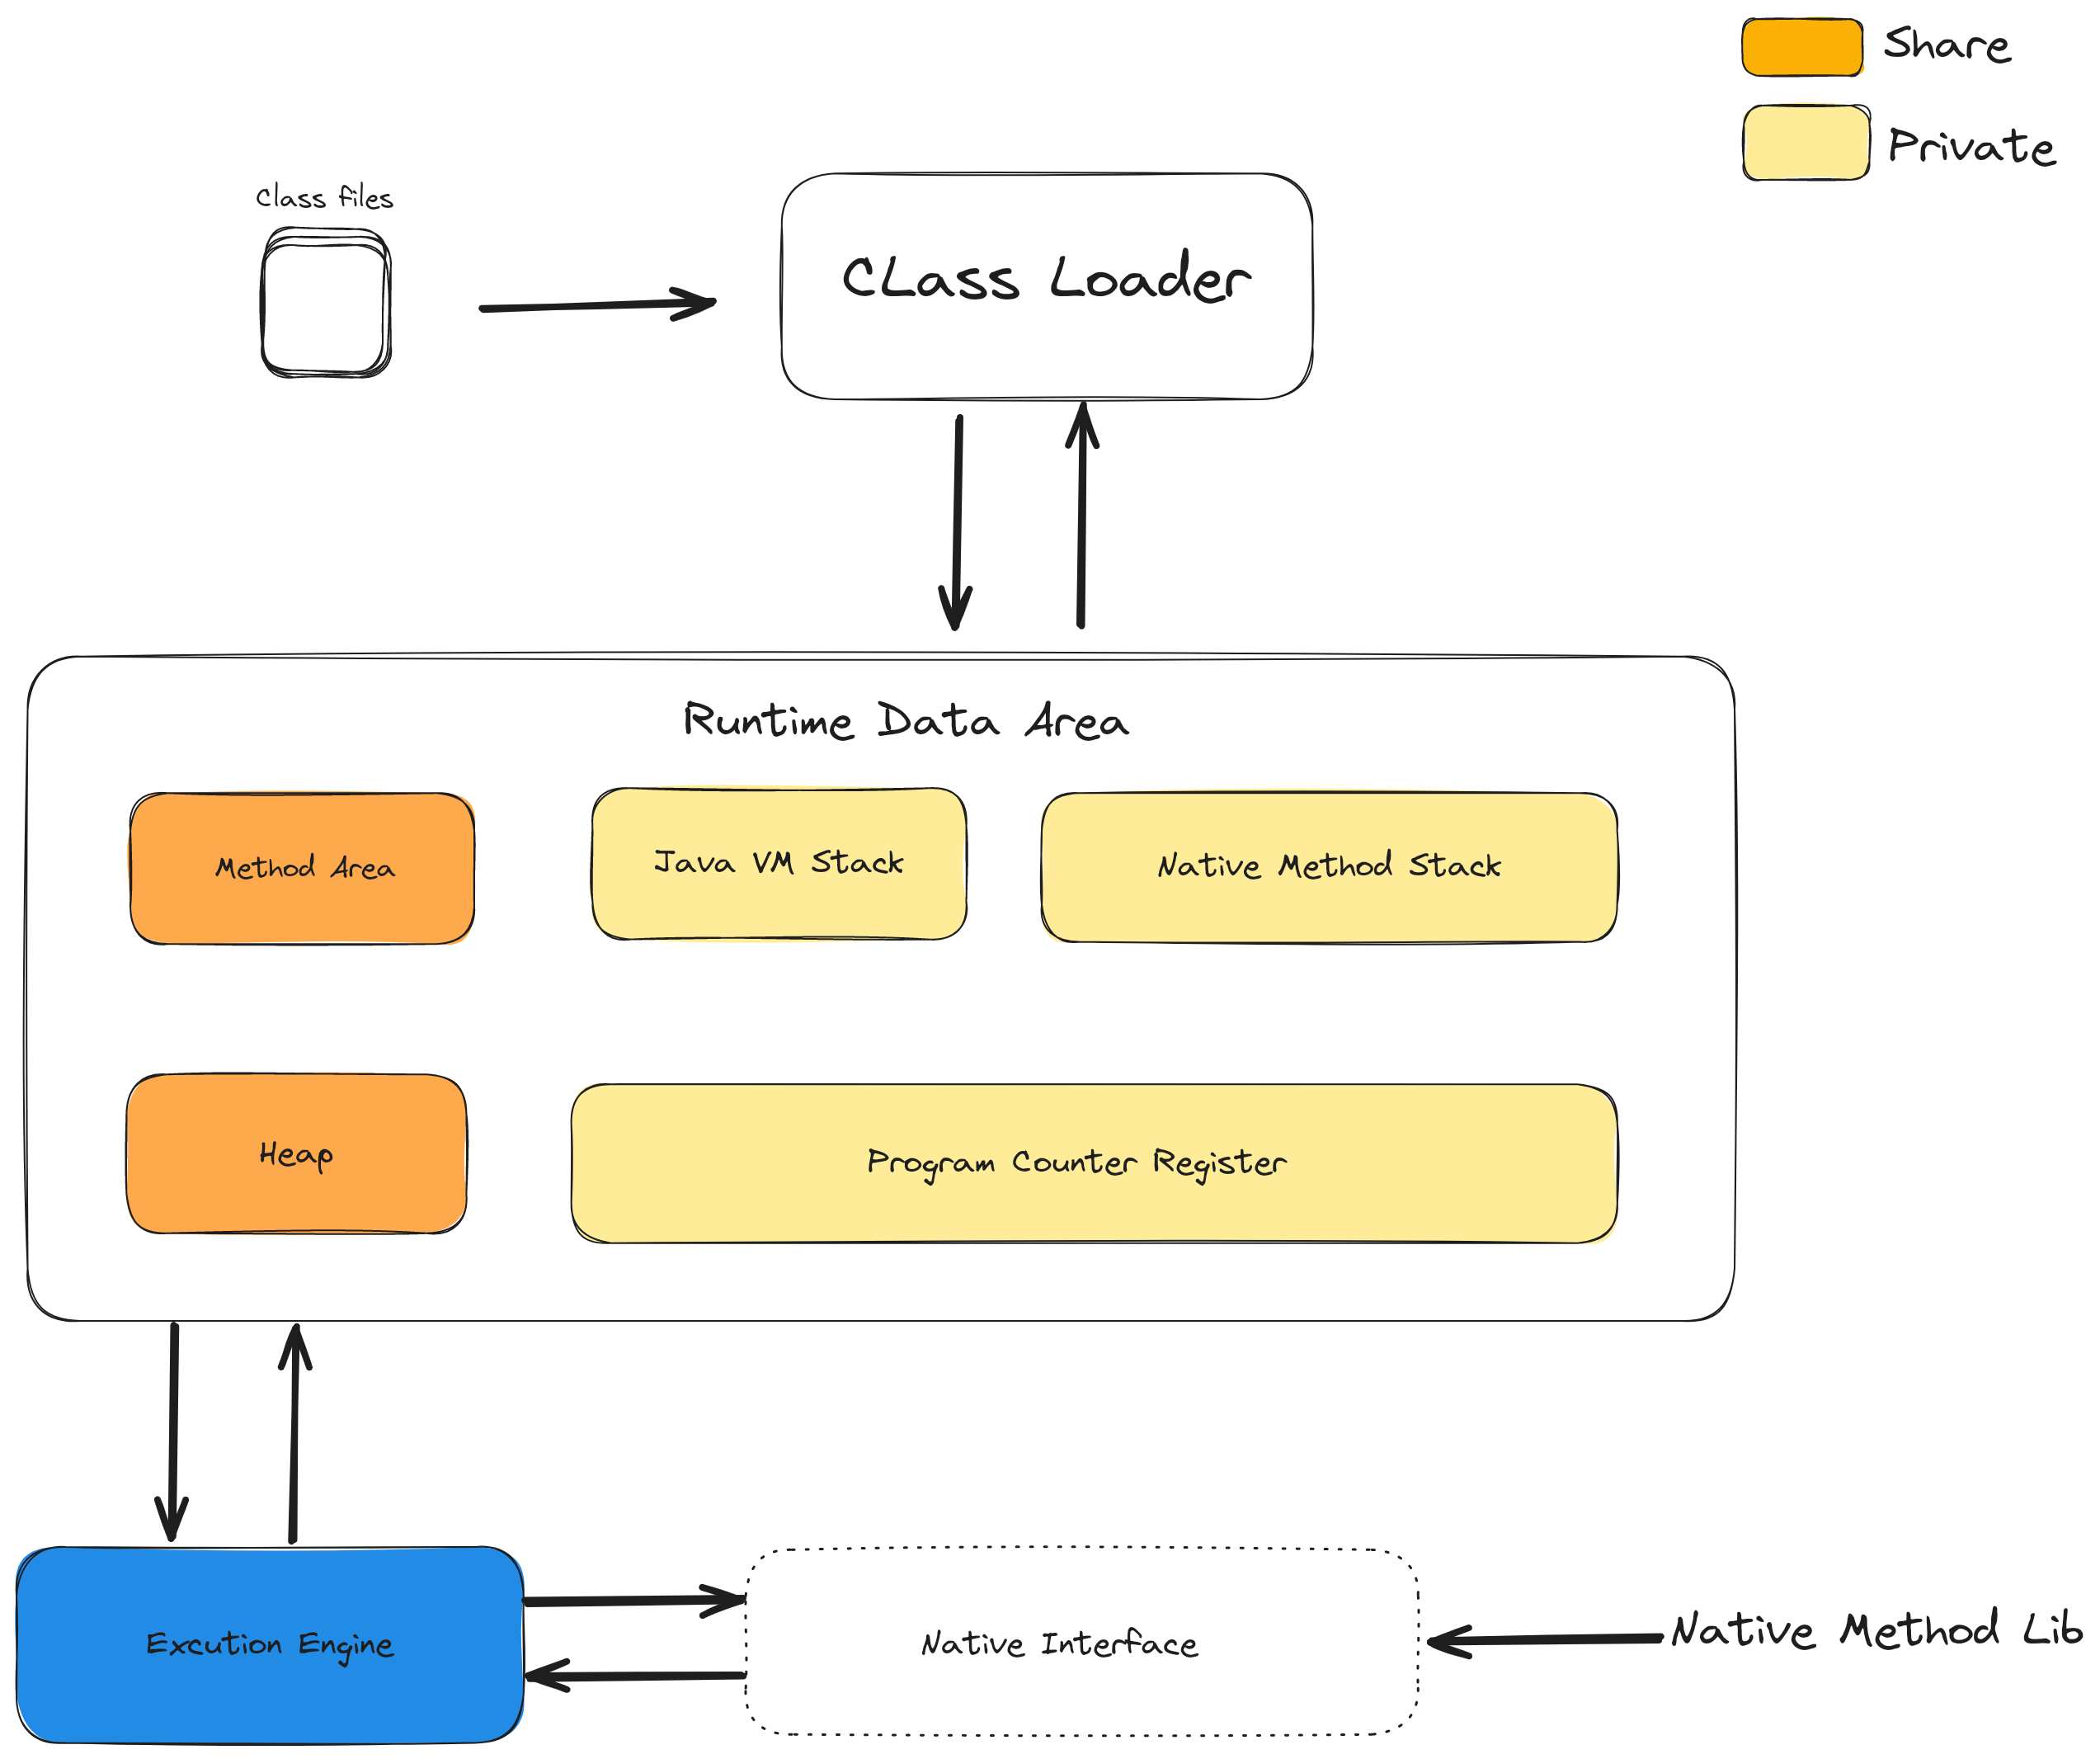 Share
Private
Class files
CLass Loader
Runtime Data Area
Method Area
Java VM Stack
Native Method Stack
Heap
Program Counter Register
Excution Engine
Native Interface
Native Method Lib